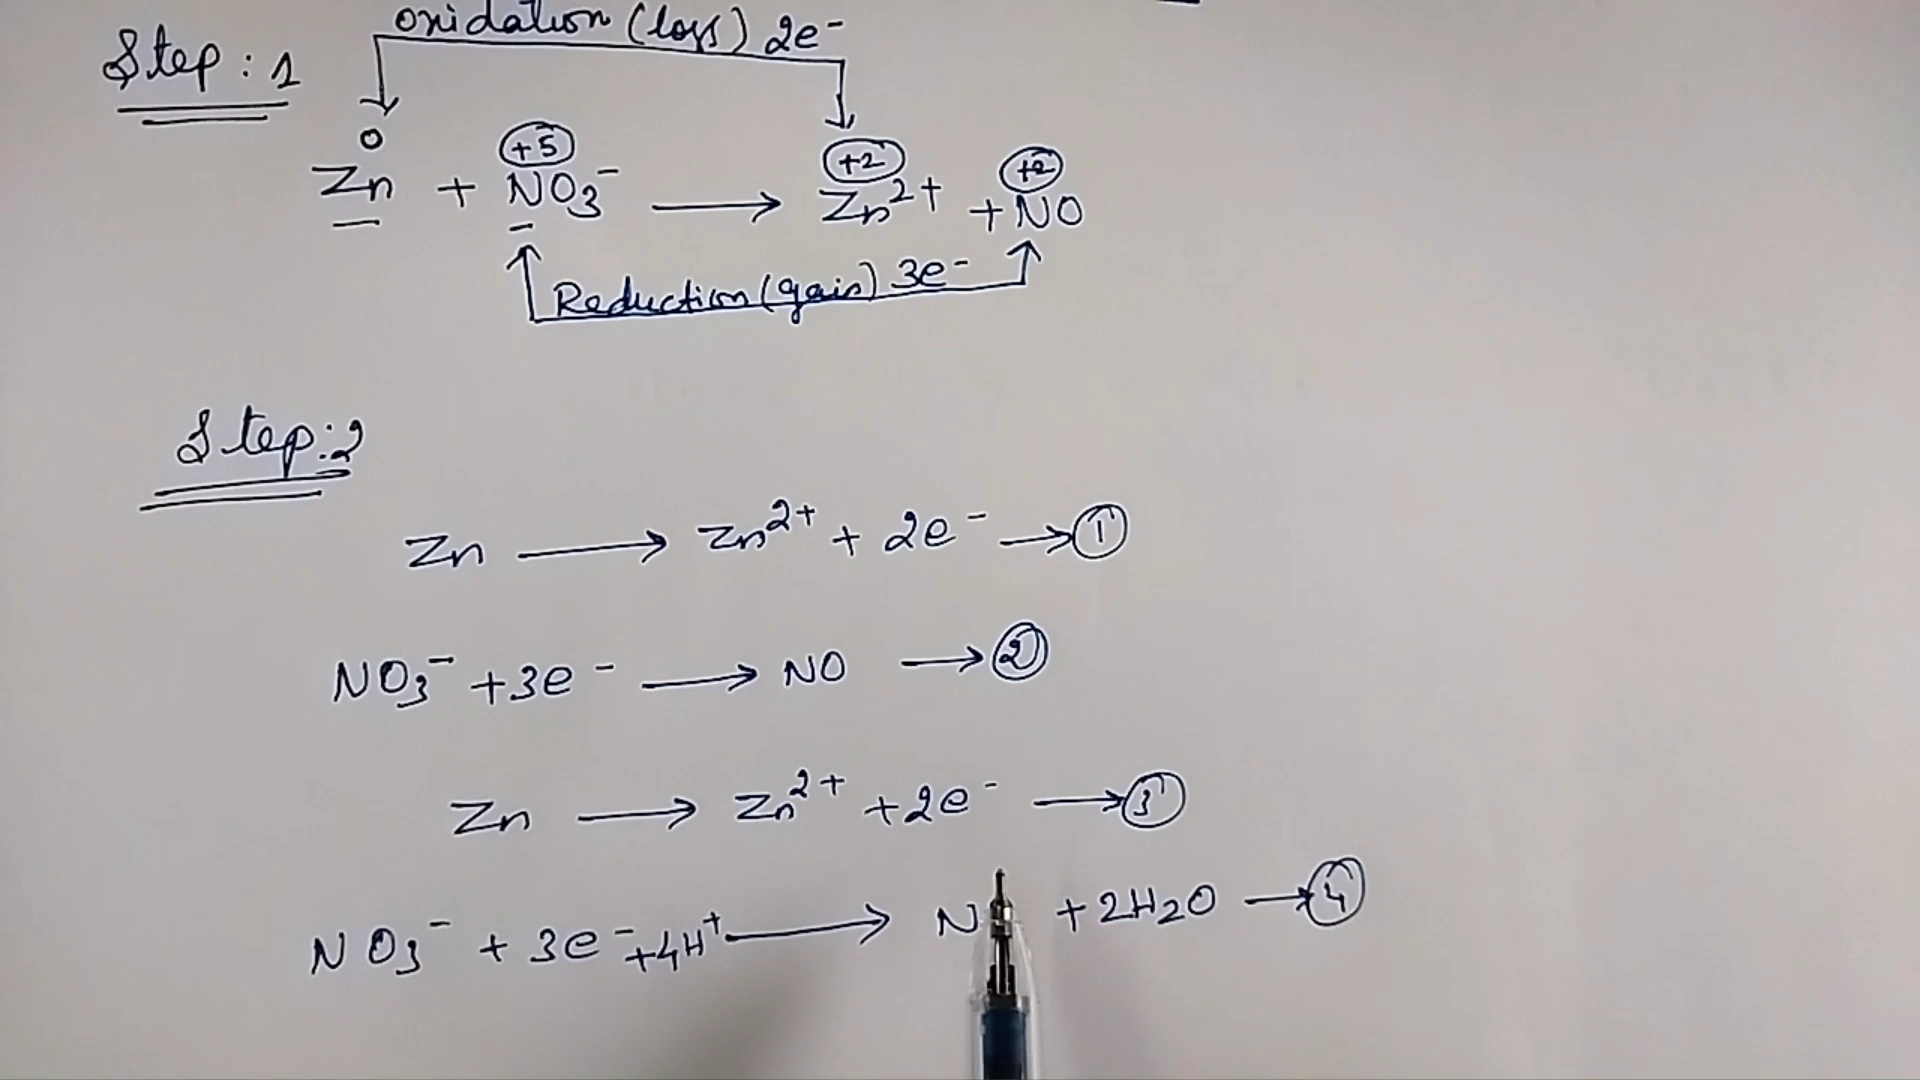 oxidation (loss) 2e⁻
Step : 1
0 +5 +2 +2
Zn + NO₃⁻ ⟶ Zn²⁺ + NO
Reduction (gain) 3e⁻
Step : 2
Zn ⟶ Zn²⁺ + 2e⁻ → ①
NO₃⁻ + 3e⁻ ⟶ NO → ②
Zn ⟶ Zn²⁺ + 2e⁻ → ③
NO₃⁻ + 3e⁻ + 4H⁺ ⟶ N + 2H₂O → ④